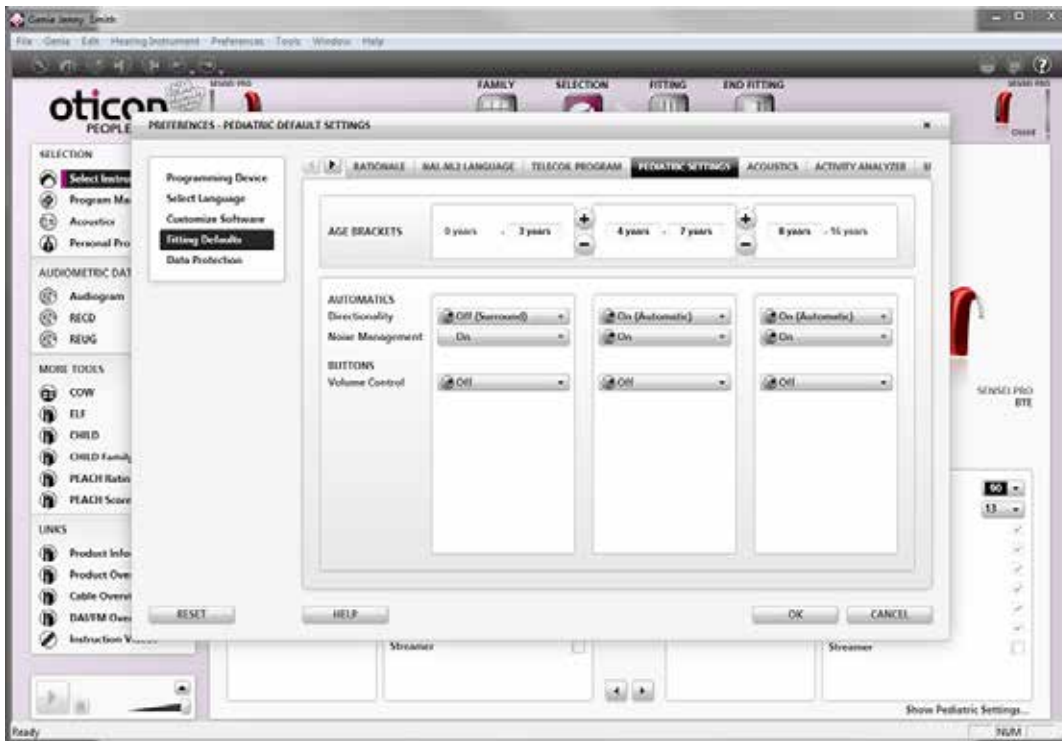 Genie Jenny_Smith
File Genie Edit Hearing Instrument Preferences Tools Window Help
SENSEI PRO
FAMILY SELECTION FITTING END FITTING
SENSEI PRO
oticon
PEOPLE
Closed
PREFERENCES - PEDIATRIC DEFAULT SETTINGS
SELECTION
Select Instru
Program Ma
Acoustics
Personal Pro
AUDIOMETRIC DAT
Audiogram
RECD
REUG
MORE TOOLS
COW
ELF
CHILD
CHILD Family
PEACH Ratin
PEACH Score
LINKS
Product Info
Product Over
Cable Overvi
DAI/FM Over
Instruction V
Programming Device
Select Language
Customize Software
Fitting Defaults
Data Protection
RATIONALE NAL-NL2 LANGUAGE TELECOIL PROGRAM PEDIATRIC SETTINGS ACOUSTICS ACTIVITY ANALYZER
AGE BRACKETS 0 years - 3 years + − 4 years - 7 years + − 8 years - 16 years
AUTOMATICS
Directionality Off (Surround) On (Automatic) On (Automatic)
Noise Management On On On
BUTTONS
Volume Control Off Off Off
RESET HELP OK CANCEL
SENSEI PRO
BTE
90
13
Streamer Streamer
Show Pediatric Settings...
Ready NUM